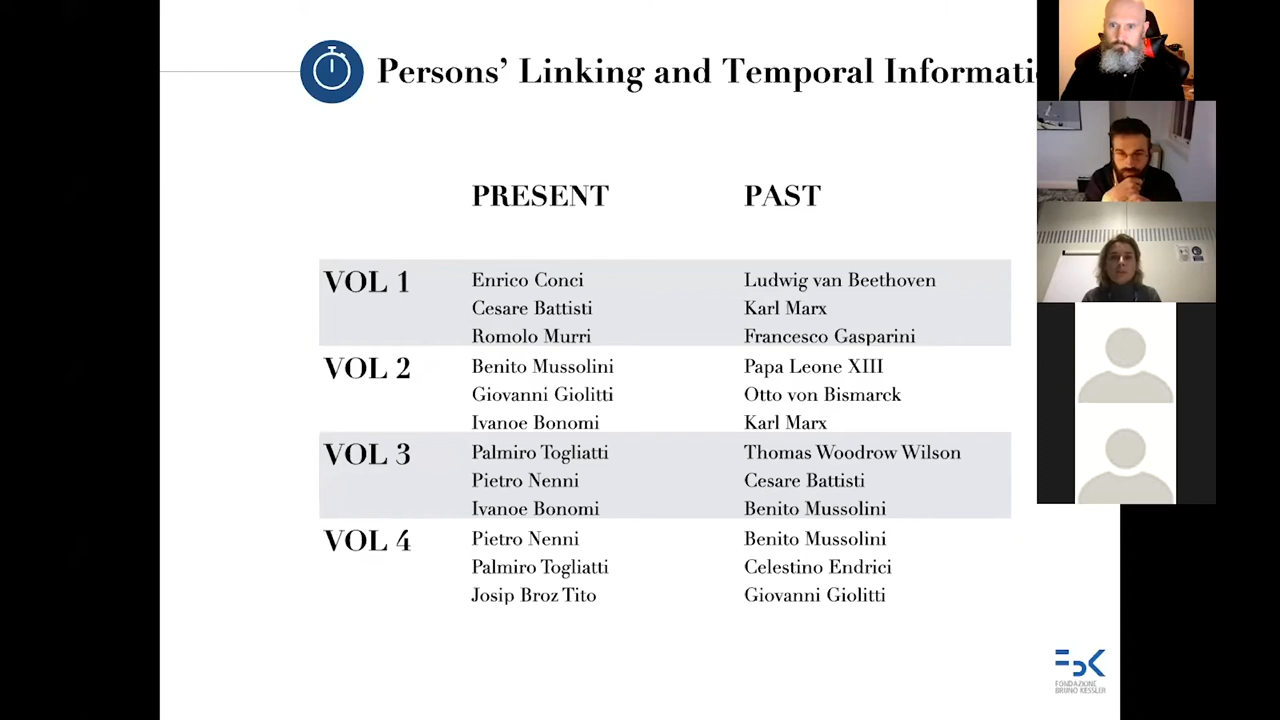 Persons' Linking and Temporal Informati
PRESENT PAST
VOL 1 Enrico Conci Ludwig van Beethoven
Cesare Battisti Karl Marx
Romolo Murri Francesco Gasparini
VOL 2 Benito Mussolini Papa Leone XIII
Giovanni Giolitti Otto von Bismarck
Ivanoe Bonomi Karl Marx
VOL 3 Palmiro Togliatti Thomas Woodrow Wilson
Pietro Nenni Cesare Battisti
Ivanoe Bonomi Benito Mussolini
VOL 4 Pietro Nenni Benito Mussolini
Palmiro Togliatti Celestino Endrici
Josip Broz Tito Giovanni Giolitti
FBK
FONDAZIONE
BRUNO KESSLER